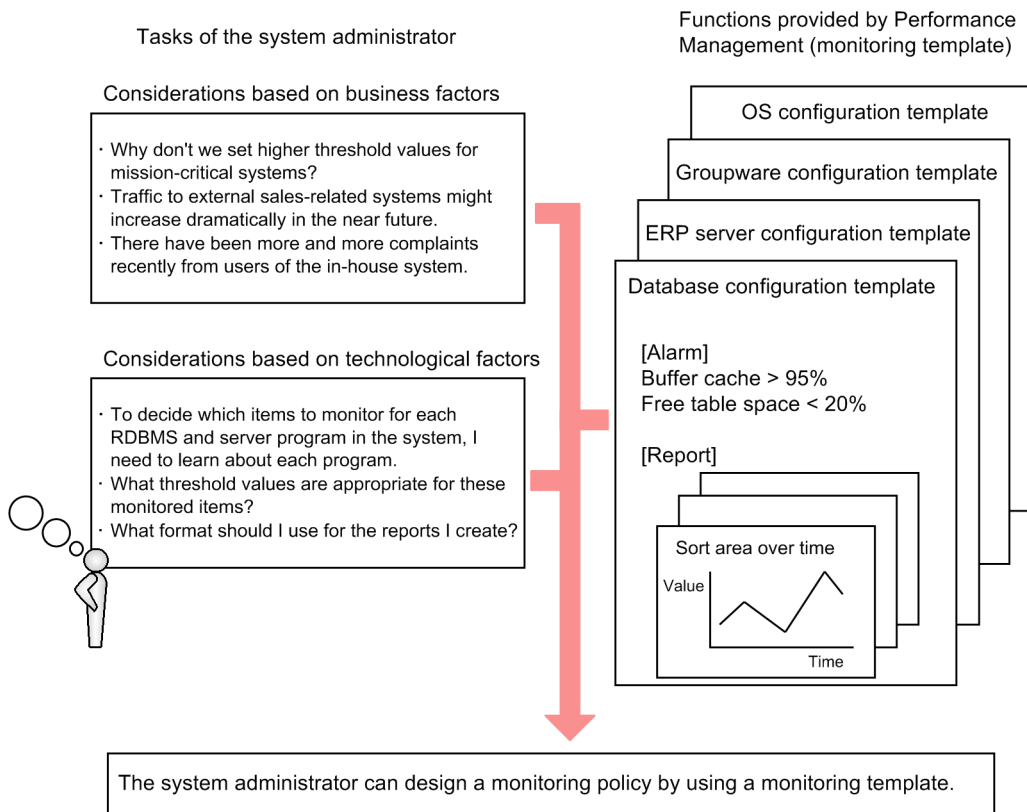 Tasks of the system administrator
Considerations based on business factors
・Why don't we set higher threshold values for
mission-critical systems?
・Traffic to external sales-related systems might
increase dramatically in the near future.
・There have been more and more complaints
recently from users of the in-house system.
Considerations based on technological factors
・To decide which items to monitor for each
RDBMS and server program in the system, I
need to learn about each program.
・What threshold values are appropriate for these
monitored items?
・What format should I use for the reports I create?
Functions provided by Performance
Management (monitoring template)
OS configuration template
Groupware configuration template
ERP server configuration template
Database configuration template
[Alarm]
Buffer cache > 95%
Free table space < 20%
[Report]
Sort area over time
Value
Time
The system administrator can design a monitoring policy by using a monitoring template.